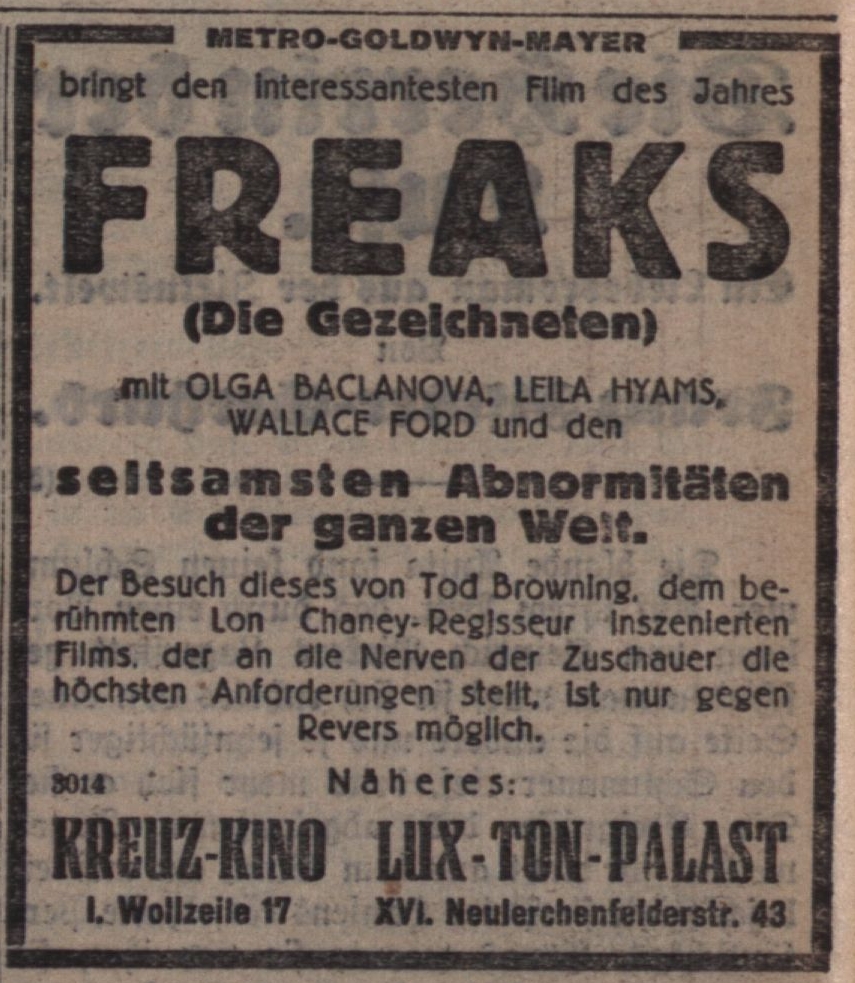 METRO-GOLDWYN-MAYER
bringt den interessantesten Film des Jahres
FREAKS
(Die Gezeichneten)
mit OLGA BACLANOVA, LEILA HYAMS,
WALLACE FORD und den
seltsamsten Abnormitäten
der ganzen Welt.
Der Besuch dieses von Tod Browning, dem be-
rühmten Lon Chaney-Regisseur inszenierten
Films, der an die Nerven der Zuschauer die
höchsten Anforderungen stellt, ist nur gegen
Revers möglich.
3014 Näheres:
KREUZ-KINO LUX-TON-PALAST
I. Wollzeile 17 XVI. Neulerchenfelderstr. 43